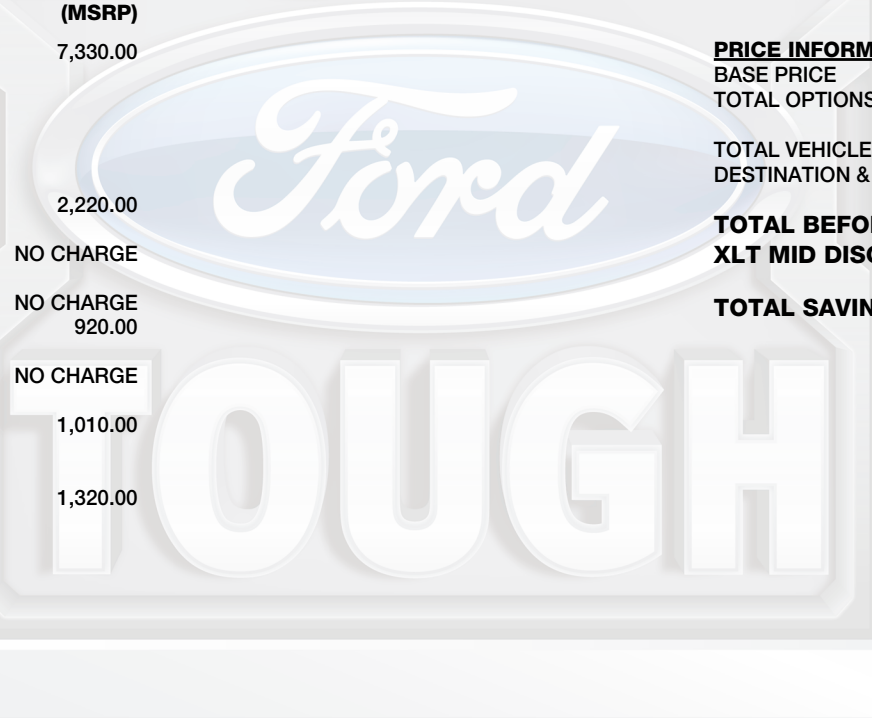 (MSRP)
7,330.00
2,220.00
NO CHARGE
NO CHARGE
920.00
NO CHARGE
1,010.00
1,320.00
PRICE INFORM
BASE PRICE
TOTAL OPTIONS
TOTAL VEHICLE
DESTINATION &
TOTAL BEFO
XLT MID DISC
TOTAL SAVIN
Ford
TOUGH